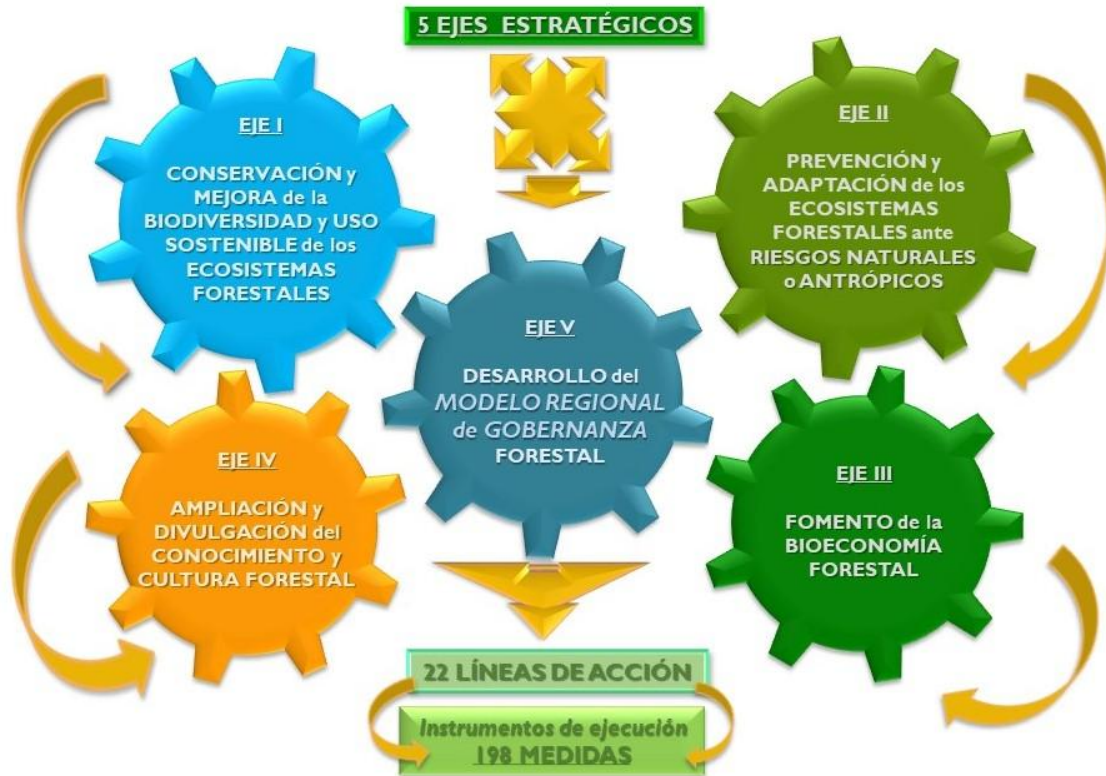 5 EJES ESTRATÉGICOS
EJE I
CONSERVACIÓN y
MEJORA de la
BIODIVERSIDAD y USO
SOSTENIBLE de los
ECOSISTEMAS
FORESTALES
EJE II
PREVENCIÓN y
ADAPTACIÓN de los
ECOSISTEMAS
FORESTALES ante
RIESGOS NATURALES
o ANTRÓPICOS
EJE V
DESARROLLO del
MODELO REGIONAL
de GOBERNANZA
FORESTAL
EJE IV
AMPLIACIÓN y
DIVULGACIÓN del
CONOCIMIENTO y
CULTURA FORESTAL
EJE III
FOMENTO de la
BIOECONOMÍA
FORESTAL
22 LÍNEAS DE ACCIÓN
Instrumentos de ejecución
198 MEDIDAS